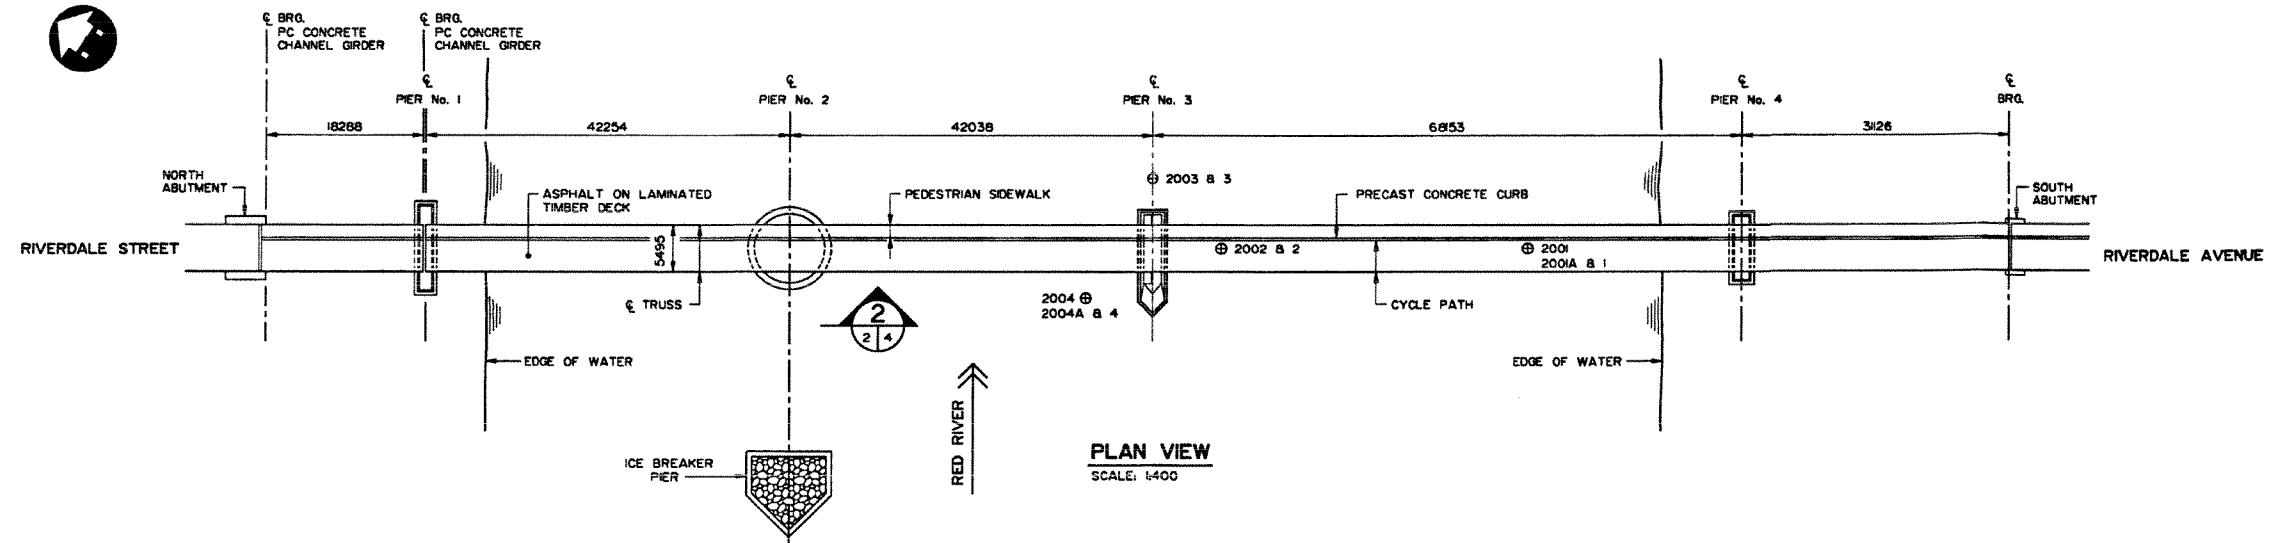 ℄ BRG.
PC CONCRETE
CHANNEL GIRDER
℄ BRG.
PC CONCRETE
CHANNEL GIRDER
℄
PIER No. 1
℄
PIER No. 2
℄
PIER No. 3
℄
PIER No. 4
℄
BRG.
18288
42254
42038
68153
31126
NORTH
ABUTMENT
ASPHALT ON LAMINATED
TIMBER DECK
PEDESTRIAN SIDEWALK
2003 & 3
PRECAST CONCRETE CURB
SOUTH
ABUTMENT
RIVERDALE STREET
5495
2002 & 2
2001
2001A & 1
RIVERDALE AVENUE
℄ TRUSS
2004
2004A & 4
CYCLE PATH
2
2 4
EDGE OF WATER
EDGE OF WATER
RED RIVER
PLAN VIEW
SCALE: 1:400
ICE BREAKER
PIER